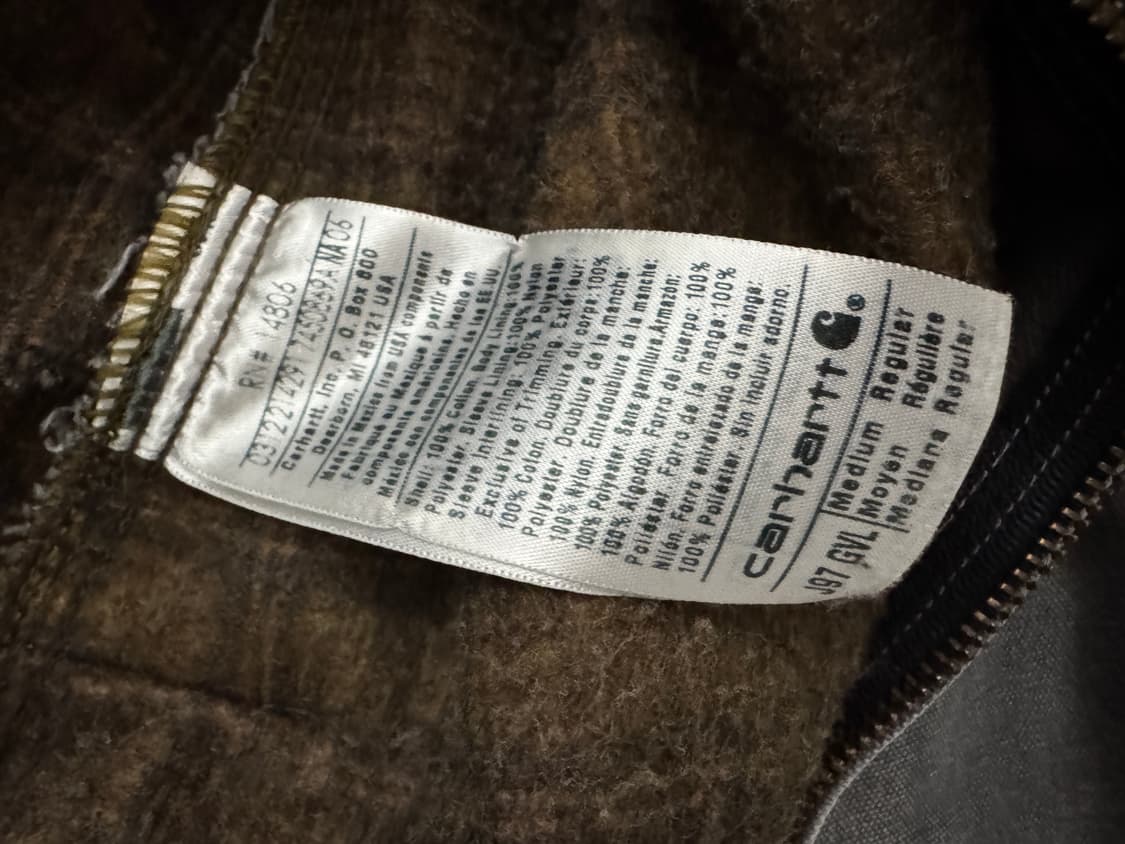 RN# 14806
NA 06
Carhartt, Inc., P. O. Box 600
Dearborn, MI 48121 USA
Made in Mexico from USA components
Fabriqué au Mexique à partir de
composants américains. Hecho en
México con componentes de los EE.UU.
Shell: 100% Cotton, Body Lining:100%
Polyester, Sleeve Lining:100% Nylon
Sleeve Interlining: 100% Polyester
Exclusive of Trimming. Extérieur:
100% Coton, Doublure du corps:100%
Polyester Doublure de la manche:
100% Nylon, Entredoublure de la manche:
100% Polyester Sans garniture.Armazón:
100% Algodón Forro del cuerpo: 100%
Poliéster, Forro de la manga:100%
Nilón, Forro entretelado de la manga:
100% Poliéster Sin incluir adorno.
carhartt
J97 GVL Medium Regular
Moyen Régulière
Mediana Regular